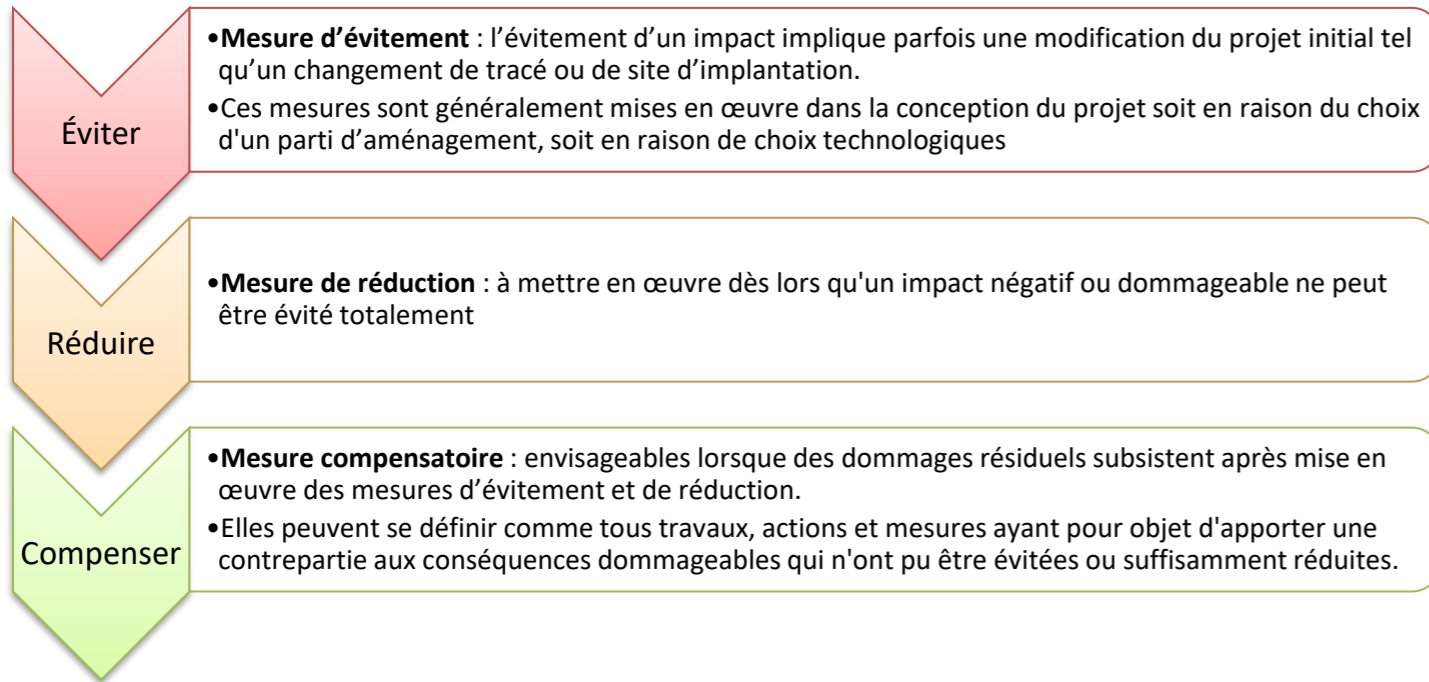 Éviter
•Mesure d’évitement : l’évitement d’un impact implique parfois une modification du projet initial tel
qu’un changement de tracé ou de site d’implantation.
•Ces mesures sont généralement mises en œuvre dans la conception du projet soit en raison du choix
d'un parti d’aménagement, soit en raison de choix technologiques
Réduire
•Mesure de réduction : à mettre en œuvre dès lors qu'un impact négatif ou dommageable ne peut
être évité totalement
Compenser
•Mesure compensatoire : envisageables lorsque des dommages résiduels subsistent après mise en
œuvre des mesures d’évitement et de réduction.
•Elles peuvent se définir comme tous travaux, actions et mesures ayant pour objet d'apporter une
contrepartie aux conséquences dommageables qui n'ont pu être évitées ou suffisamment réduites.